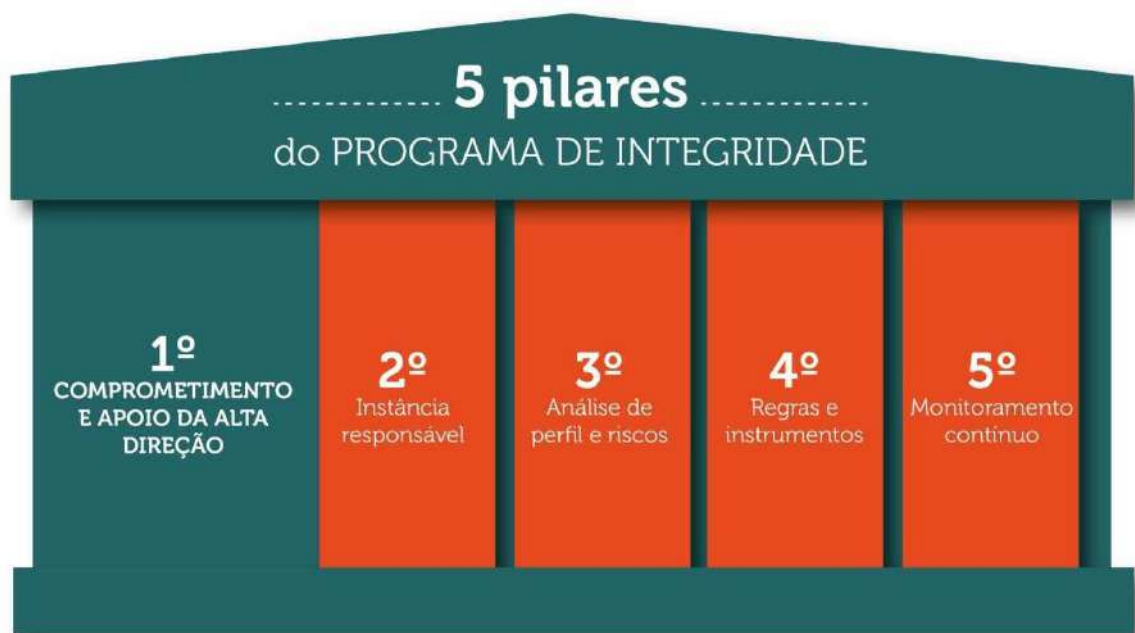 5 pilares
do PROGRAMA DE INTEGRIDADE
1º
COMPROMETIMENTO
E APOIO DA ALTA
DIREÇÃO
2º
Instância
responsável
3º
Análise de
perfil e riscos
4º
Regras e
instrumentos
5º
Monitoramento
contínuo